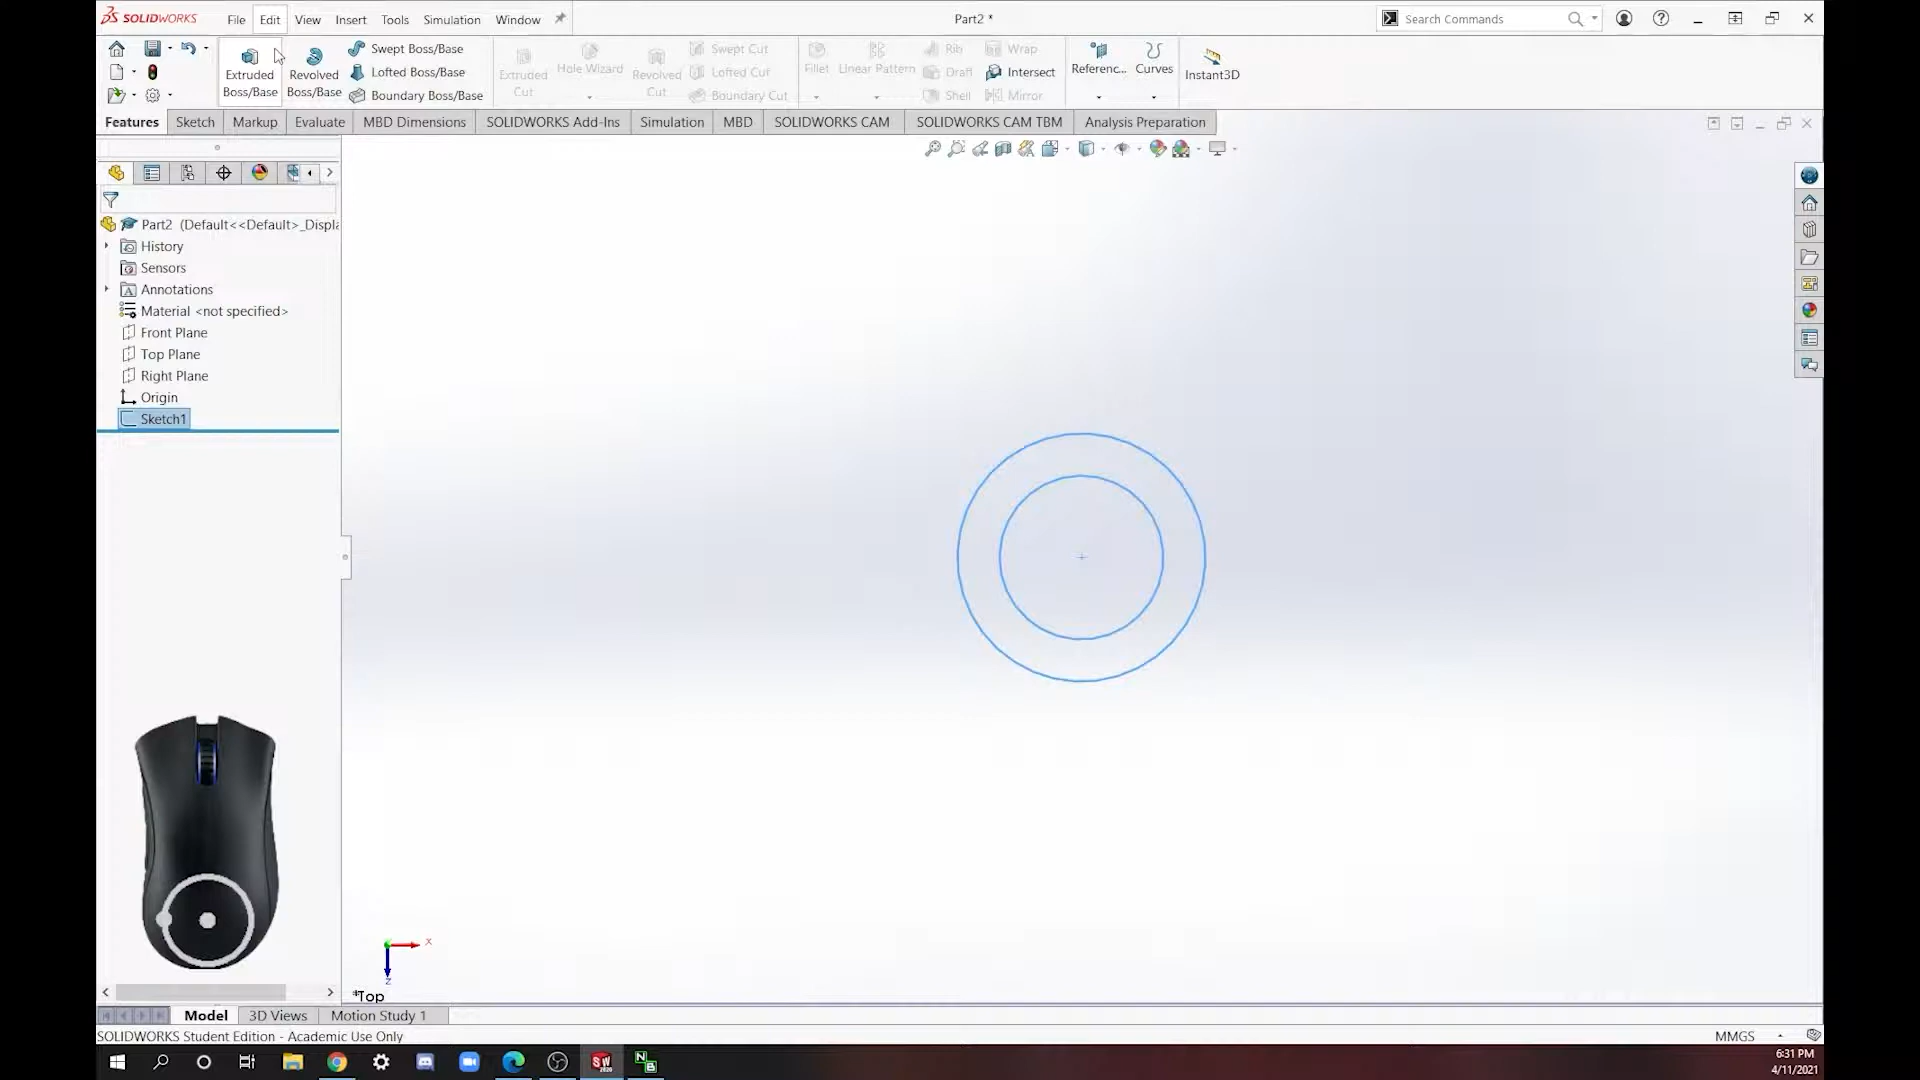 SOLIDWORKS File Edit View Insert Tools Simulation Window Part2 * Search Commands
Extruded Boss/Base
Revolved Boss/Base
Swept Boss/Base
Lofted Boss/Base
Boundary Boss/Base
Extruded Cut
Hole Wizard
Revolved Cut
Swept Cut
Lofted Cut
Boundary Cut
Fillet
Linear Pattern
Rib
Draft
Shell
Wrap
Intersect
Mirror
Referenc...
Curves
Instant3D
Features Sketch Markup Evaluate MBD Dimensions SOLIDWORKS Add-Ins Simulation MBD SOLIDWORKS CAM SOLIDWORKS CAM TBM Analysis Preparation
Part2 (Default<<Default>_Displa
History
Sensors
Annotations
Material <not specified>
Front Plane
Top Plane
Right Plane
Origin
Sketch1
x
z
*Top
Model 3D Views Motion Study 1
SOLIDWORKS Student Edition - Academic Use Only MMGS
6:31 PM
4/11/2021